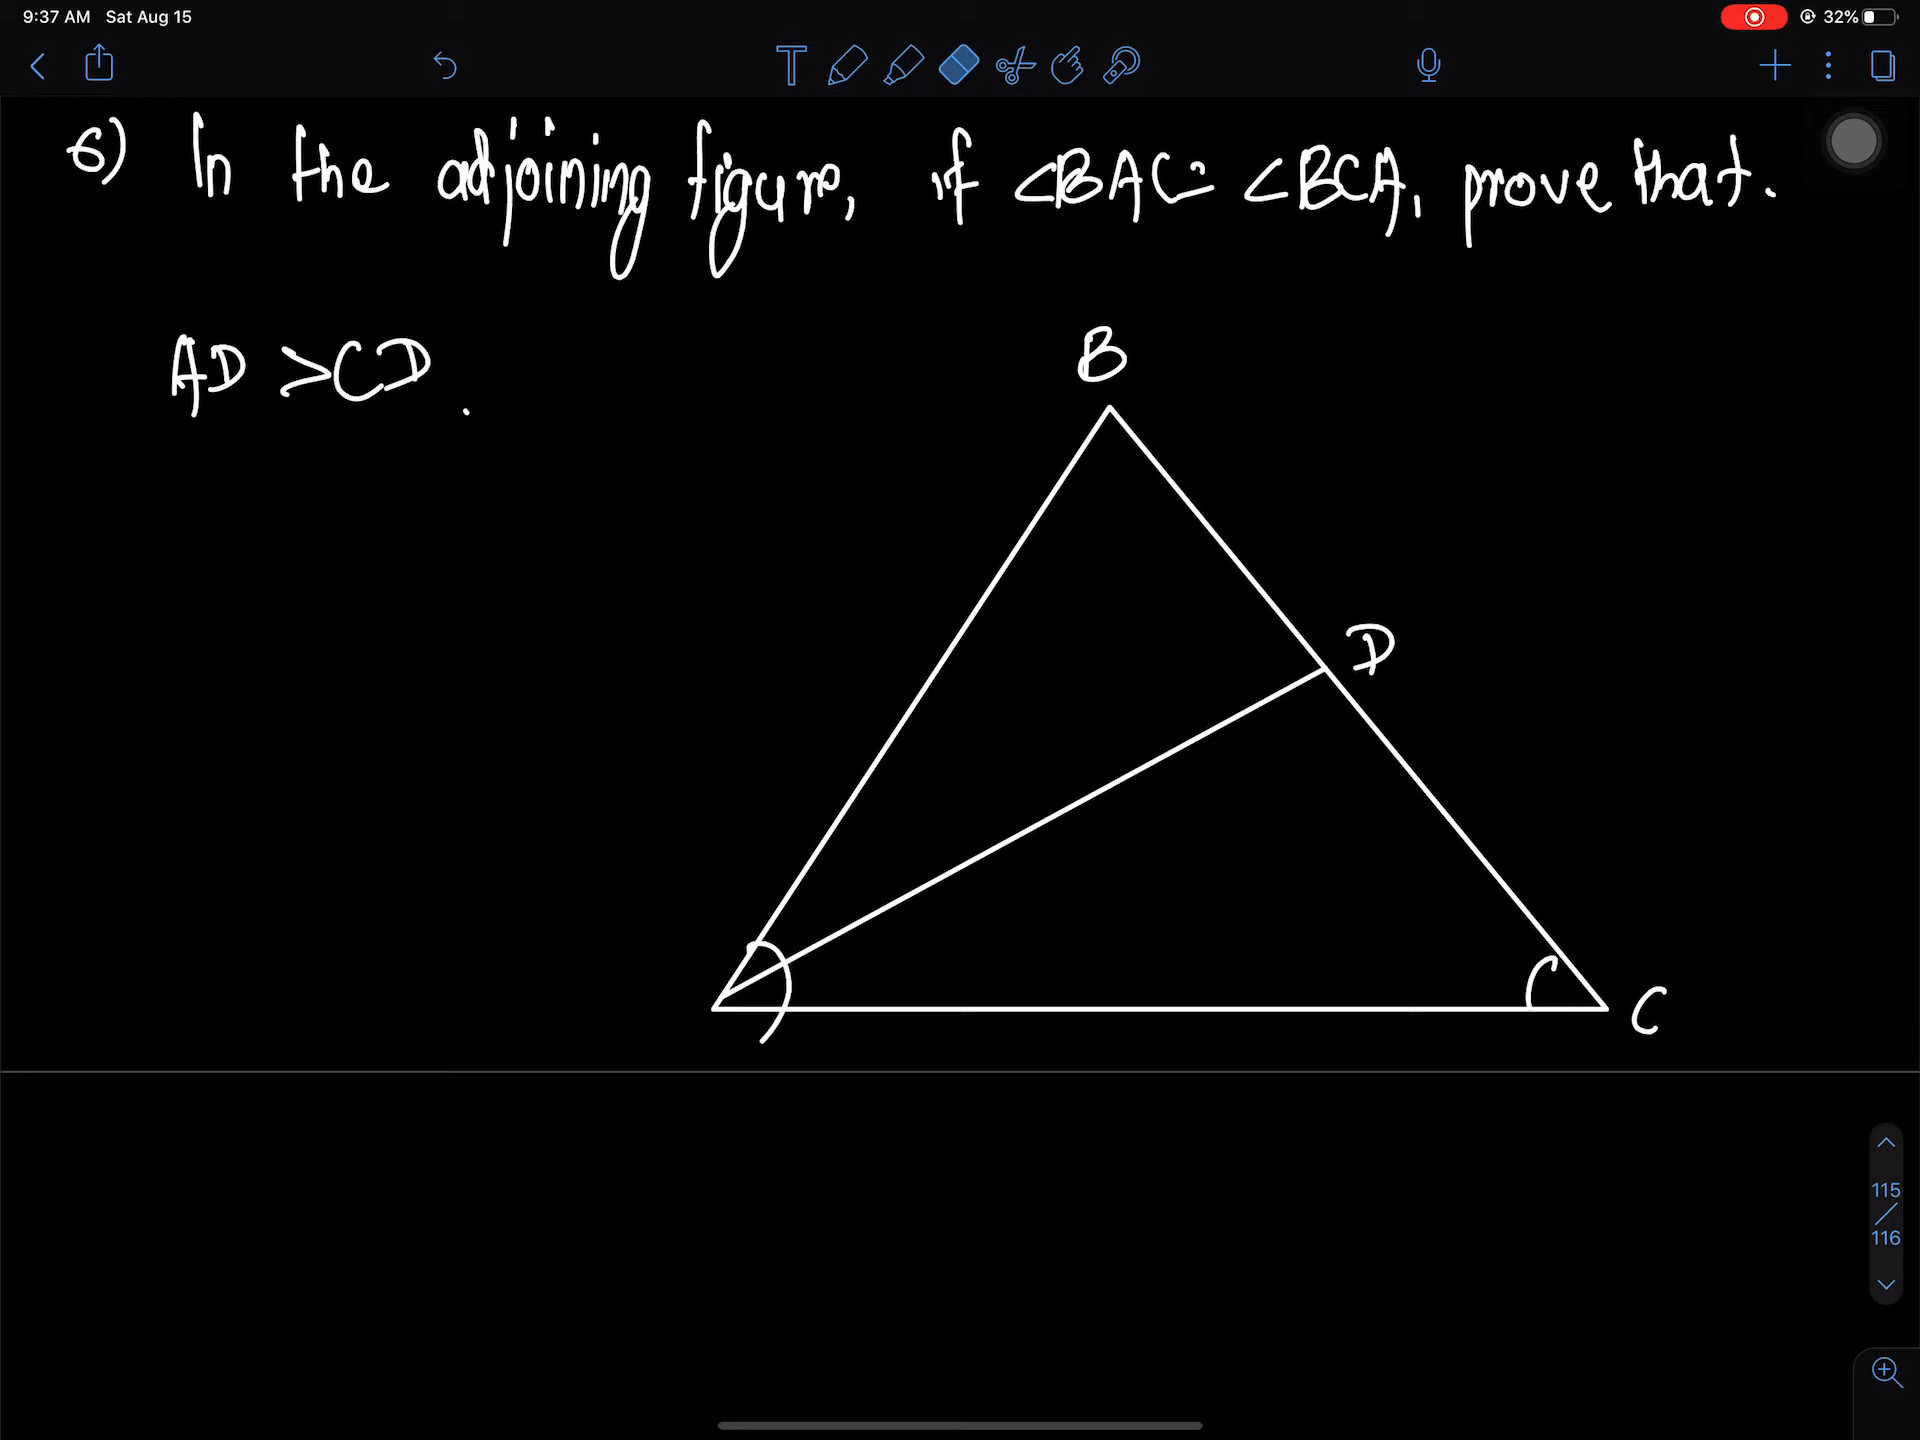 9:37 AM Sat Aug 15
32%
6) In the adjoining figure, if <BAC = <BCA, prove that.
AD > CD.
B
D
C
115
116